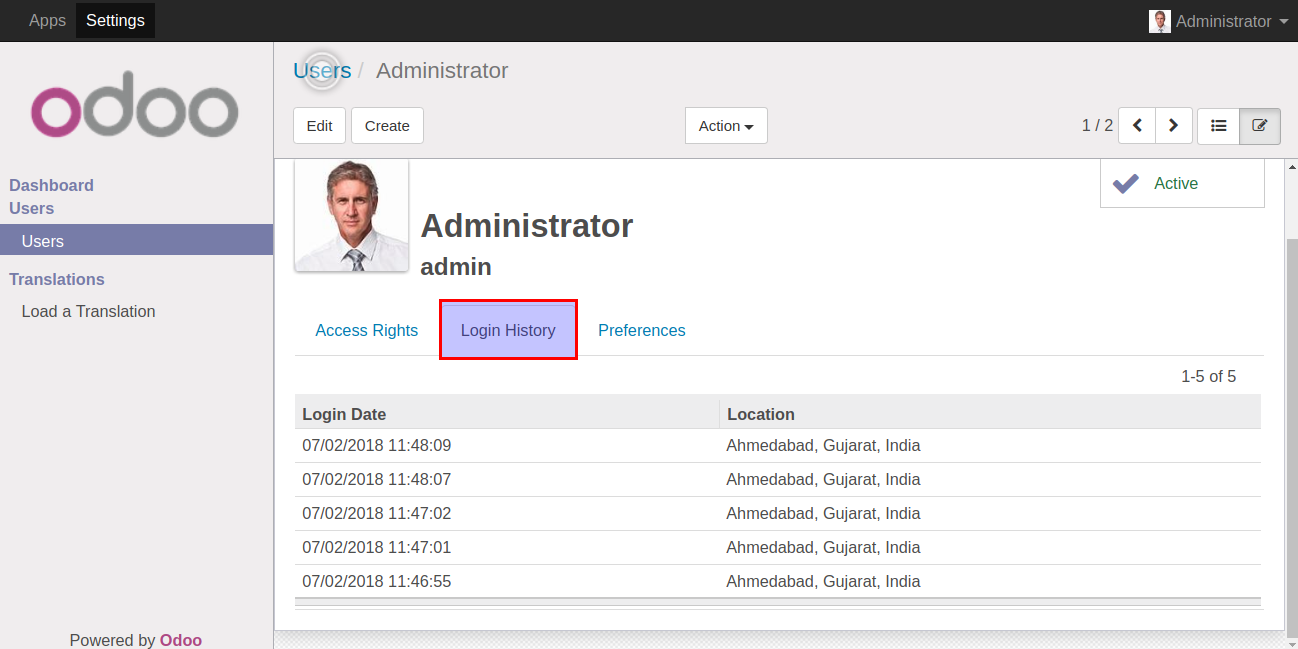 Apps Settings Administrator
odoo
Dashboard
Users
Users
Translations
Load a Translation
Powered by Odoo
Users / Administrator
Edit Create Action 1 / 2
Active
Administrator
admin
Access Rights Login History Preferences
1-5 of 5
Login Date Location
07/02/2018 11:48:09 Ahmedabad, Gujarat, India
07/02/2018 11:48:07 Ahmedabad, Gujarat, India
07/02/2018 11:47:02 Ahmedabad, Gujarat, India
07/02/2018 11:47:01 Ahmedabad, Gujarat, India
07/02/2018 11:46:55 Ahmedabad, Gujarat, India